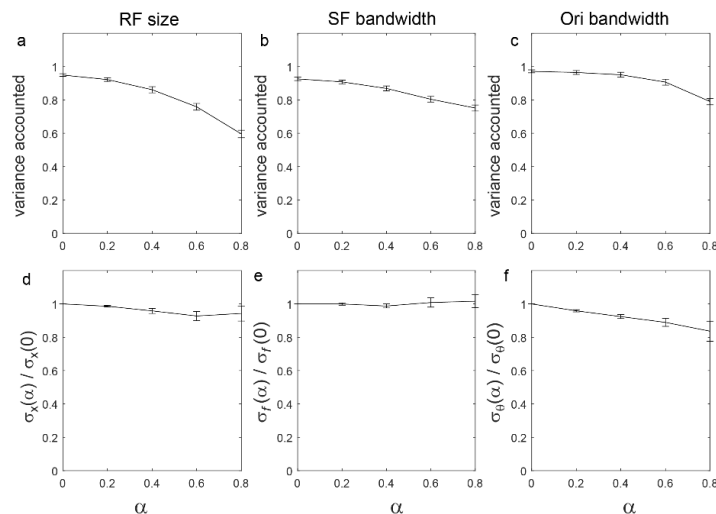 RF size SF bandwidth Ori bandwidth
a b c
variance accounted variance accounted variance accounted
1 1 1
0.8 0.8 0.8
0.6 0.6 0.6
0.4 0.4 0.4
0.2 0.2 0.2
0 0 0
0 0.2 0.4 0.6 0.8 0 0.2 0.4 0.6 0.8 0 0.2 0.4 0.6 0.8
d e f
σx(α) / σx(0) σf(α) / σf(0) σθ(α) / σθ(0)
1 1 1
0.8 0.8 0.8
0.6 0.6 0.6
0.4 0.4 0.4
0.2 0.2 0.2
0 0 0
0 0.2 0.4 0.6 0.8 0 0.2 0.4 0.6 0.8 0 0.2 0.4 0.6 0.8
α α α